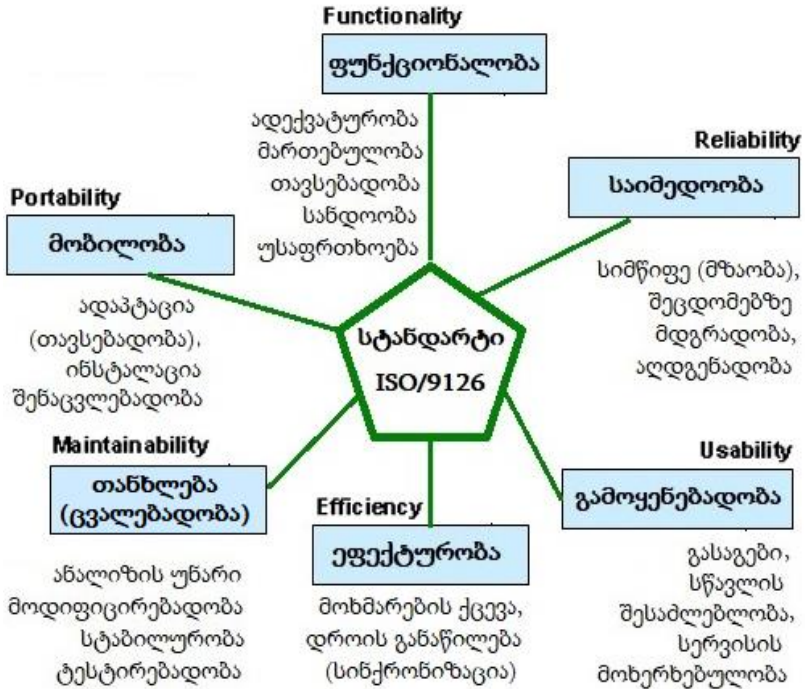 Functionality
ფუნქციონალობა
ადექვატურობა
მართებულობა
თავსებადობა
სანდოობა
უსაფრთხოება
Reliability
საიმედოობა
სიმწიფე (მზაობა),
შეცდომებზე
მდგრადობა,
აღდგენადობა
Portability
მობილობა
ადაპტაცია
(თავსებადობა),
ინსტალაცია
შენაცვლებადობა
სტანდარტი
ISO/9126
Maintainability
თანხლება
(ცვალებადობა)
ანალიზის უნარი
მოდიფიცირებადობა
სტაბილურობა
ტესტირებადობა
Efficiency
ეფექტურობა
მოხმარების ქცევა,
დროის განაწილება
(სინქრონიზაცია)
Usability
გამოყენებადობა
გასაგები,
სწავლის
შესაძლებლობა,
სერვისის
მოხერხებულობა